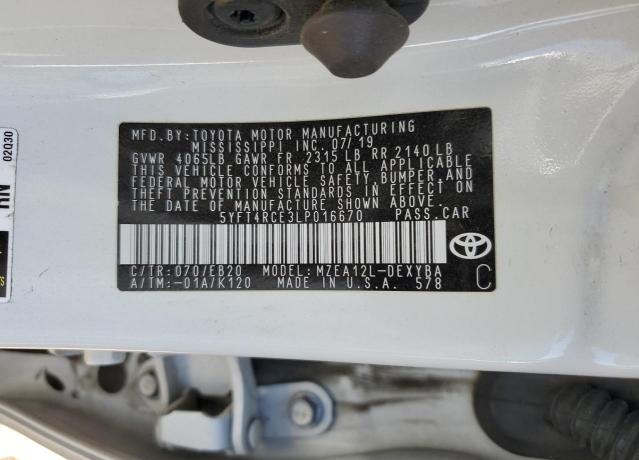 MFD.BY:TOYOTA MOTOR MANUFACTURING
MISSISSIPPI INC. 07/19
GVWR 4065LB GAWR FR 2315 LB RR 2140 LB
THIS VEHICLE CONFORMS TO ALL APPLICABLE
FEDERAL MOTOR VEHICLE SAFETY, BUMPER, AND
THEFT PREVENTION STANDARDS IN EFFECT
ON THE DATE OF MANUFACTURE SHOWN ABOVE.
5YFT4RCE3LP016670 PASS.CAR
C/TR:070/EB20 MODEL:MZEA12L-DEXYBA
A/TM:-01A/K120 MADE IN U.S.A. 578
C
02Q30
RN